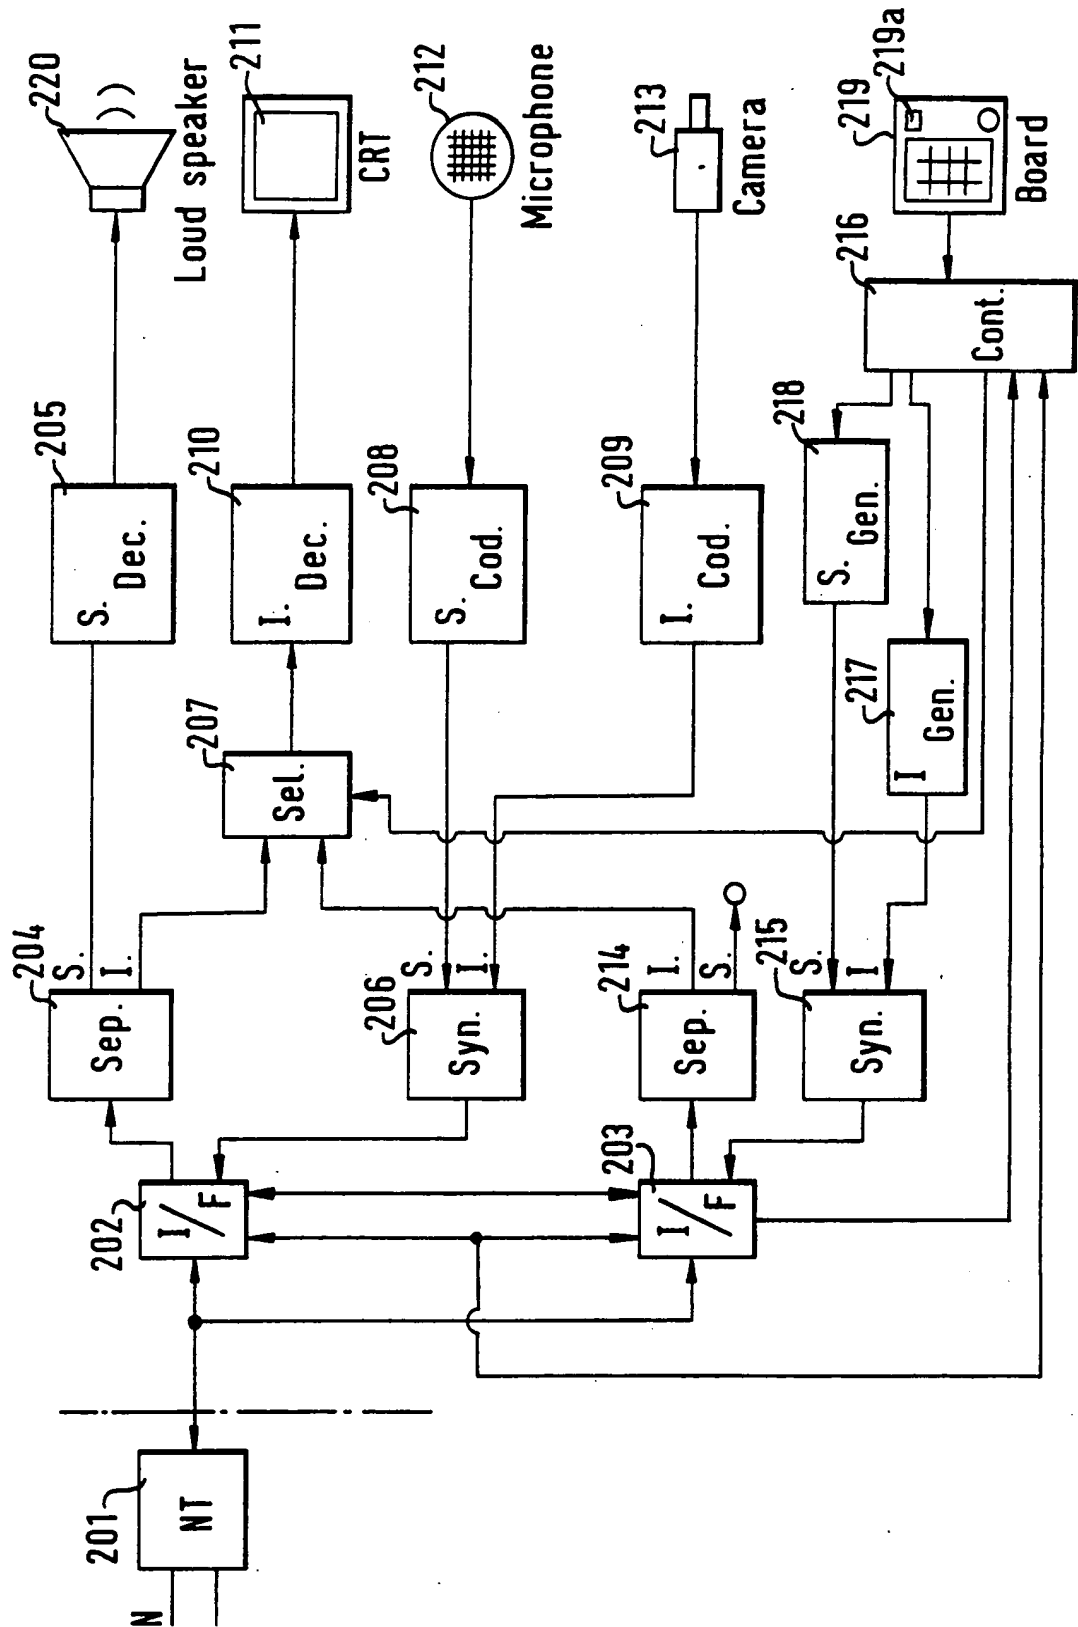 N
201
NT
202
I/F
203
I/F
204
Sep.
S.
I.
206
Syn.
S.
I.
214
Sep.
I.
S.
215
Syn.
S.
I
207
Sel.
205
S. Dec.
210
I. Dec.
208
S. Cod.
209
I. Cod.
218
S. Gen.
217
I Gen.
216
Cont.
220
Loud speaker
211
CRT
212
Microphone
213
Camera
219
219a
Board